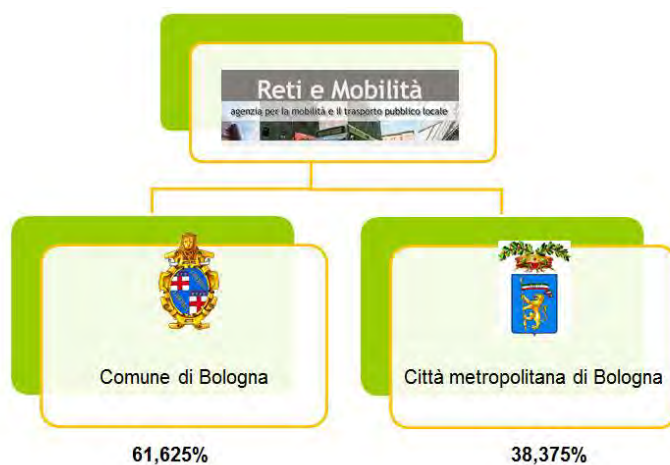 Reti e Mobilità
agenzia per la mobilità e il trasporto pubblico locale
Comune di Bologna
Città metropolitana di Bologna
61,625%
38,375%